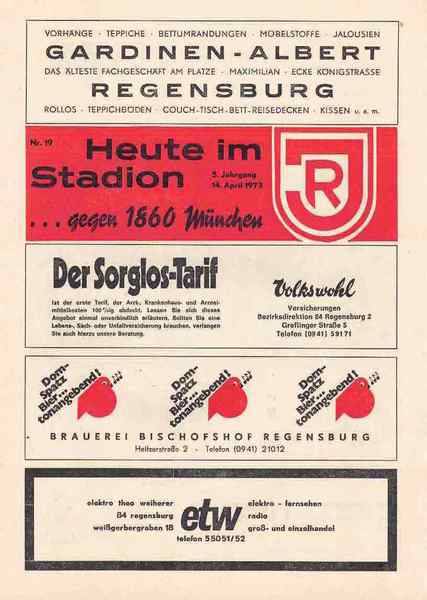 VORHÄNGE · TEPPICHE · BETTUMRANDUNGEN · MÖBELSTOFFE · JALOUSIEN
GARDINEN-ALBERT
DAS ÄLTESTE FACHGESCHÄFT AM PLATZE · MAXIMILIAN - ECKE KÖNIGSTRASSE
REGENSBURG
ROLLOS · TEPPICHBÖDEN · COUCH-TISCH-BETT-REISEDECKEN · KISSEN u. a. m.
Nr. 19
Heute im
Stadion
5. Jahrgang
14. April 1973
... gegen 1860 München
R
Der Sorglos-Tarif
ist der erste Tarif, der Arzt-, Krankenhaus- und Arznei-
mittelkosten 100%ig abdeckt. Lassen Sie sich dieses
Angebot einmal unverbindlich erläutern. Sollten Sie eine
Lebens-, Sach- oder Unfallversicherung brauchen, verlangen
Sie auch hierzu unsere Beratung.
Volkswohl
Versicherungen
Bezirksdirektion 84 Regensburg 2
Greflinger Straße 5
Telefon (0941) 59171
Dom-
Spatz
Bier...
tonangebend!
Dom-
Spatz
Bier...
tonangebend!
Dom-
Spatz
Bier...
tonangebend!
BRAUEREI BISCHOFSHOF REGENSBURG
Heitzerstraße 2 - Telefon (0941) 21012
elektro theo weiherer
84 regensburg
weißgerbergraben 18
etw
telefon 55051/52
elektro - fernsehen
radio
groß- und einzelhandel